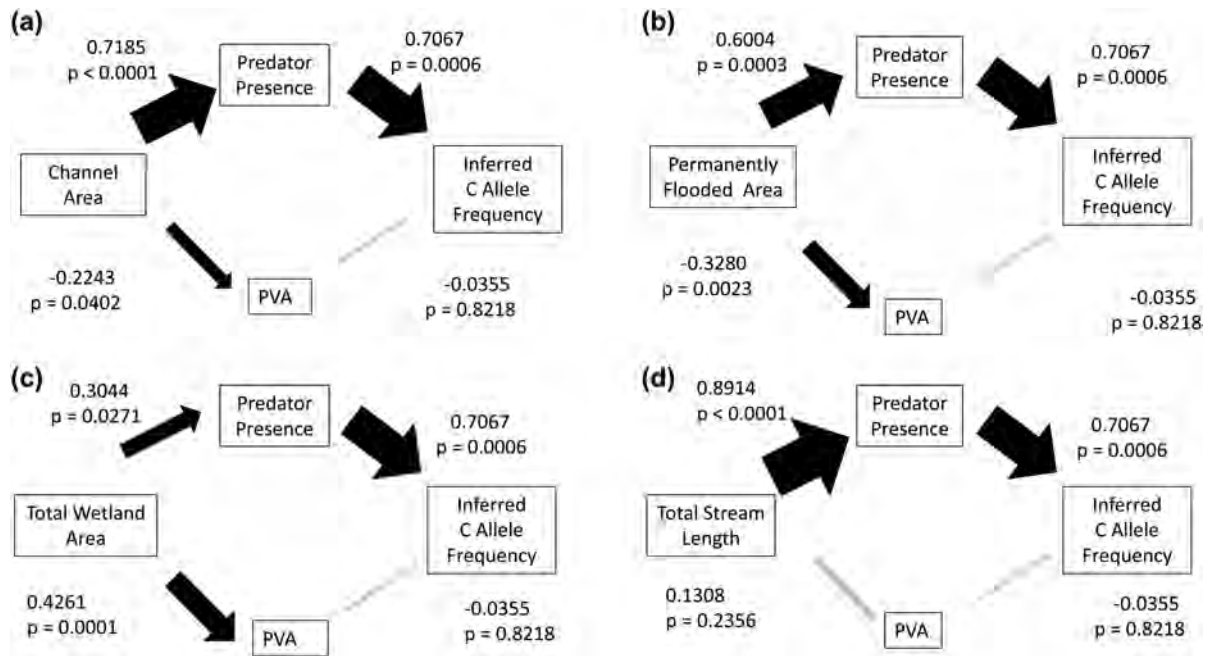 (a)
0.7185
p < 0.0001
Predator
Presence
0.7067
p = 0.0006
Channel
Area
Inferred
C Allele
Frequency
-0.2243
p = 0.0402
PVA
-0.0355
p = 0.8218
(b)
0.6004
p = 0.0003
Predator
Presence
0.7067
p = 0.0006
Permanently
Flooded Area
Inferred
C Allele
Frequency
-0.3280
p = 0.0023
PVA
-0.0355
p = 0.8218
(c)
0.3044
p = 0.0271
Predator
Presence
0.7067
p = 0.0006
Total Wetland
Area
Inferred
C Allele
Frequency
0.4261
p = 0.0001
PVA
-0.0355
p = 0.8218
(d)
0.8914
p < 0.0001
Predator
Presence
0.7067
p = 0.0006
Total Stream
Length
Inferred
C Allele
Frequency
0.1308
p = 0.2356
PVA
-0.0355
p = 0.8218